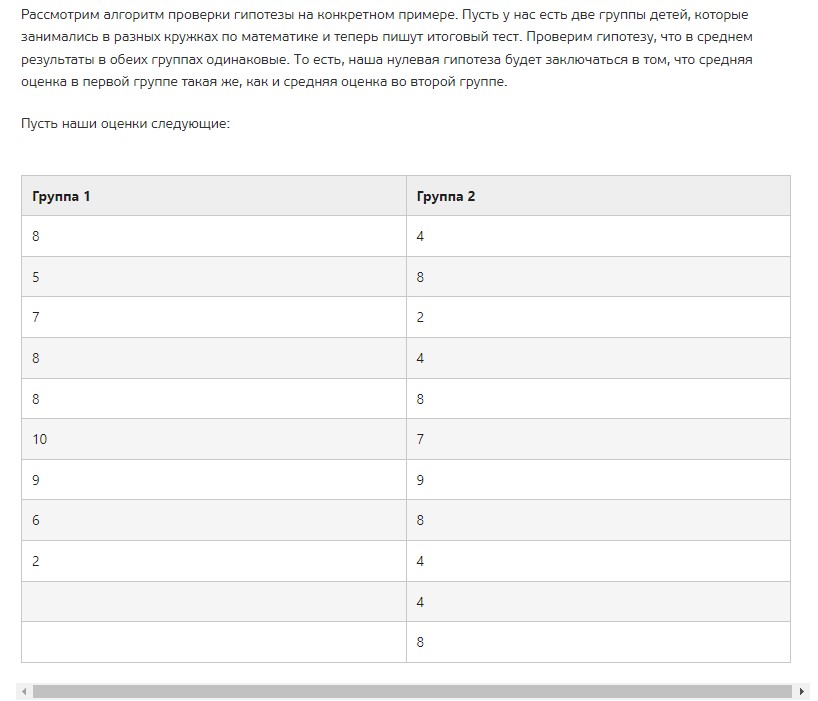 Рассмотрим алгоритм проверки гипотезы на конкретном примере. Пусть у нас есть две группы детей, которые
занимались в разных кружках по математике и теперь пишут итоговый тест. Проверим гипотезу, что в среднем
результаты в обеих группах одинаковые. То есть, наша нулевая гипотеза будет заключаться в том, что средняя
оценка в первой группе такая же, как и средняя оценка во второй группе.
Пусть наши оценки следующие:
Группа 1 Группа 2
8 4
5 8
7 2
8 4
8 8
10 7
9 9
6 8
2 4
4
8